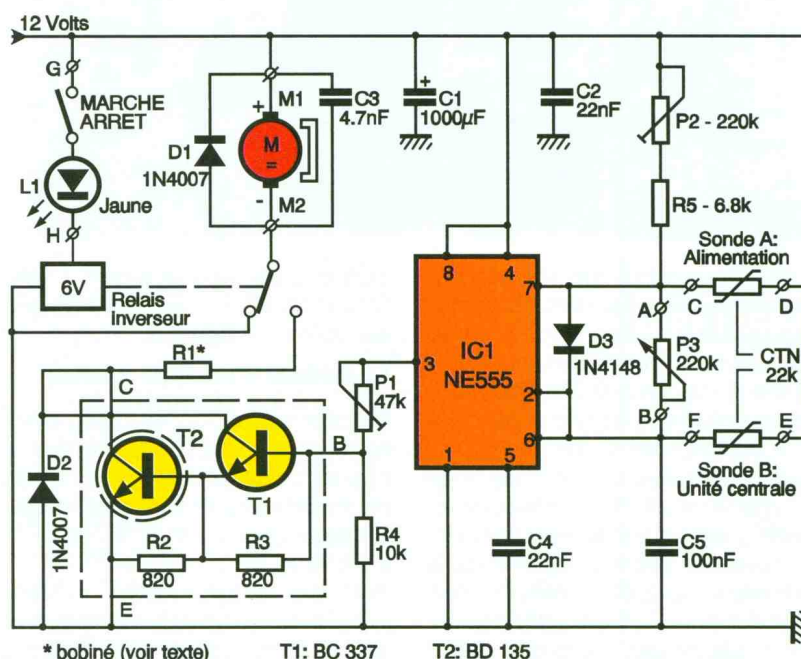 12 Volts
G
MARCHE
ARRET
L1
Jaune
H
6V
Relais
Inverseur
D1
1N4007
+
M1
M
=
-
M2
C3
4.7nF
+
C1
1000µF
C2
22nF
P2 - 220k
R5 - 6.8k
Sonde A:
Alimentation
8
4
7
A
C
D
D3
1N4148
P3
220k
CTN
22k
IC1
NE555
3
2
6
B
F
E
Sonde B:
Unité centrale
1
5
R1*
C
P1
47k
T2
T1
B
D2
1N4007
R2
820
R3
820
R4
10k
C4
22nF
C5
100nF
E
* bobiné (voir texte)
T1: BC 337
T2: BD 135